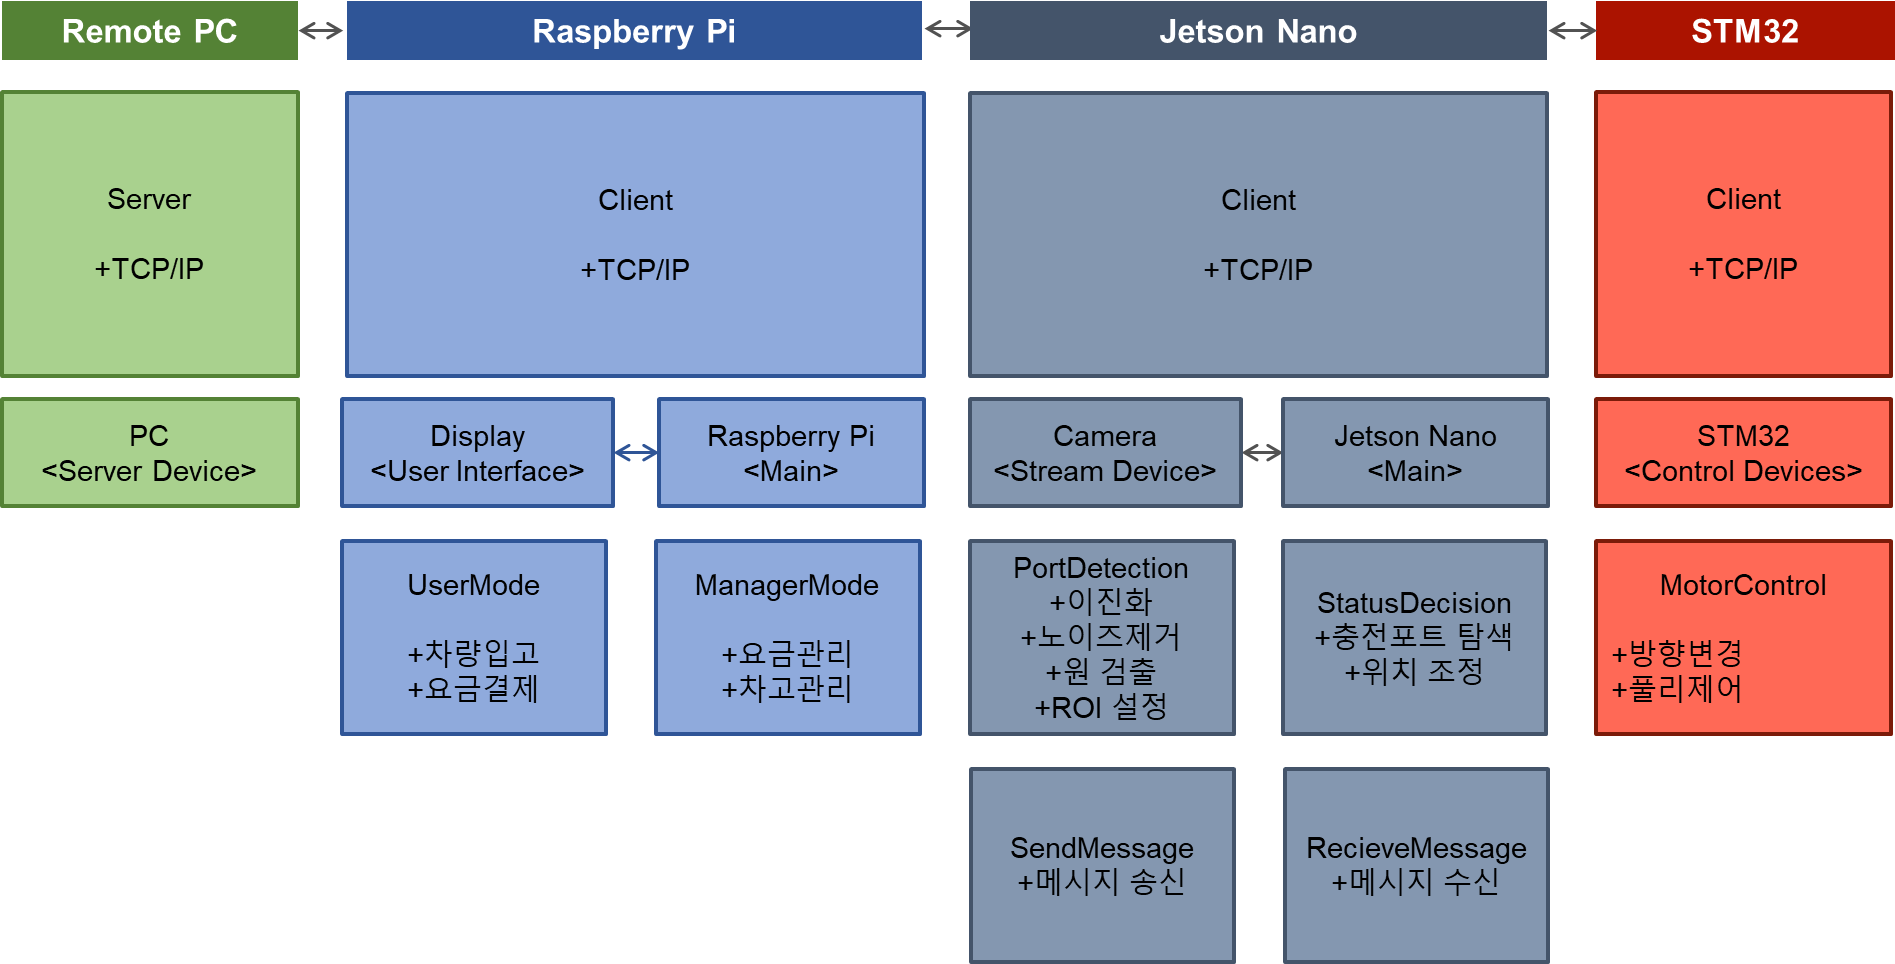 Remote PC
Raspberry Pi
Jetson Nano
STM32
Server
+TCP/IP
Client
+TCP/IP
Client
+TCP/IP
Client
+TCP/IP
PC
<Server Device>
Display
<User Interface>
Raspberry Pi
<Main>
Camera
<Stream Device>
Jetson Nano
<Main>
STM32
<Control Devices>
UserMode
+차량입고
+요금결제
ManagerMode
+요금관리
+차고관리
PortDetection
+이진화
+노이즈제거
+원 검출
+ROI 설정
StatusDecision
+충전포트 탐색
+위치 조정
MotorControl
+방향변경
+풀리제어
SendMessage
+메시지 송신
RecieveMessage
+메시지 수신